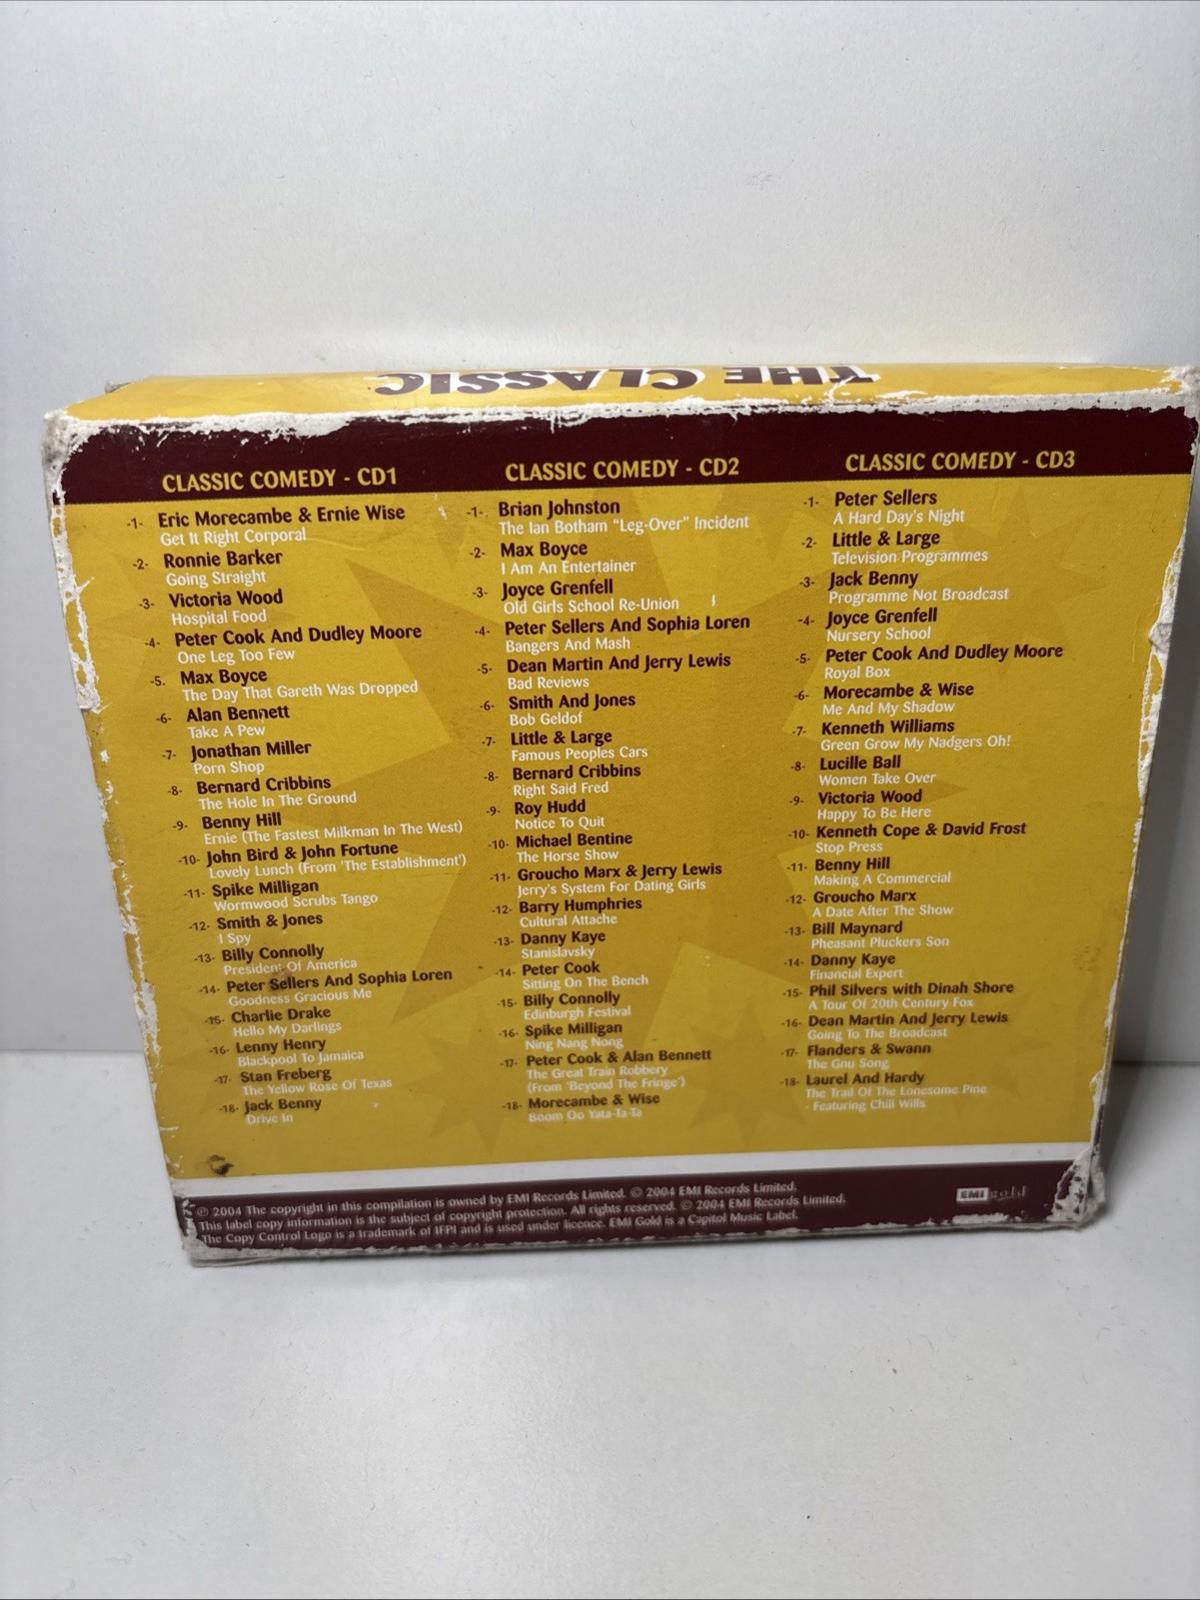 THE CLASSIC
CLASSIC COMEDY - CD1
-1- Eric Morecambe & Ernie Wise
Get It Right Corporal
-2- Ronnie Barker
Going Straight
-3- Victoria Wood
Hospital Food
-4- Peter Cook And Dudley Moore
One Leg Too Few
-5. Max Boyce
The Day That Gareth Was Dropped
-6- Alan Bennett
Take A Pew
-7- Jonathan Miller
Porn Shop
-8- Bernard Cribbins
The Hole In The Ground
-9- Benny Hill
Ernie (The Fastest Milkman In The West)
-10- John Bird & John Fortune
Lovely Lunch (From 'The Establishment')
-11- Spike Milligan
Wormwood Scrubs Tango
-12- Smith & Jones
I Spy
-13- Billy Connolly
President Of America
-14- Peter Sellers And Sophia Loren
Goodness Gracious Me
-15- Charlie Drake
Hello My Darlings
-16- Lenny Henry
Blackpool To Jamaica
-17- Stan Freberg
The Yellow Rose Of Texas
-18- Jack Benny
Drive In
CLASSIC COMEDY - CD2
-1- Brian Johnston
The Ian Botham "Leg-Over" Incident
-2- Max Boyce
I Am An Entertainer
-3- Joyce Grenfell
Old Girls School Re-Union
-4- Peter Sellers And Sophia Loren
Bangers And Mash
-5- Dean Martin And Jerry Lewis
Bad Reviews
-6- Smith And Jones
Bob Geldof
-7- Little & Large
Famous Peoples Cars
-8- Bernard Cribbins
Right Said Fred
-9- Roy Hudd
Notice To Quit
-10- Michael Bentine
The Horse Show
-11- Groucho Marx & Jerry Lewis
Jerry's System For Dating Girls
-12- Barry Humphries
Cultural Attache
-13- Danny Kaye
Stanislavsky
-14- Peter Cook
Sitting On The Bench
-15- Billy Connolly
Edinburgh Festival
-16- Spike Milligan
Ning Nang Nong
-17- Peter Cook & Alan Bennett
The Great Train Robbery
(From 'Beyond The Fringe')
-18- Morecambe & Wise
Boom Oo Yata-Ta-Ta
CLASSIC COMEDY - CD3
-1- Peter Sellers
A Hard Day's Night
-2- Little & Large
Television Programmes
-3- Jack Benny
Programme Not Broadcast
-4- Joyce Grenfell
Nursery School
-5- Peter Cook And Dudley Moore
Royal Box
-6- Morecambe & Wise
Me And My Shadow
-7- Kenneth Williams
Green Grow My Nadgers Oh!
-8- Lucille Ball
Women Take Over
-9- Victoria Wood
Happy To Be Here
-10- Kenneth Cope & David Frost
Stop Press
-11- Benny Hill
Making A Commercial
-12- Groucho Marx
A Date After The Show
-13- Bill Maynard
Pheasant Pluckers Son
-14- Danny Kaye
Financial Expert
-15- Phil Silvers with Dinah Shore
A Tour Of 20th Century Fox
-16- Dean Martin And Jerry Lewis
Going To The Broadcast
-17- Flanders & Swann
The Gnu Song
-18- Laurel And Hardy
The Trail Of The Lonesome Pine
- Featuring Chill Wills
℗ 2004 The copyright in this compilation is owned by EMI Records Limited. © 2004 EMI Records Limited.
This label copy information is the subject of copyright protection. All rights reserved. © 2004 EMI Records Limited.
The Copy Control Logo is a trademark of IFPI and is used under licence. EMI Gold is a Capitol Music Label.
EMI gold